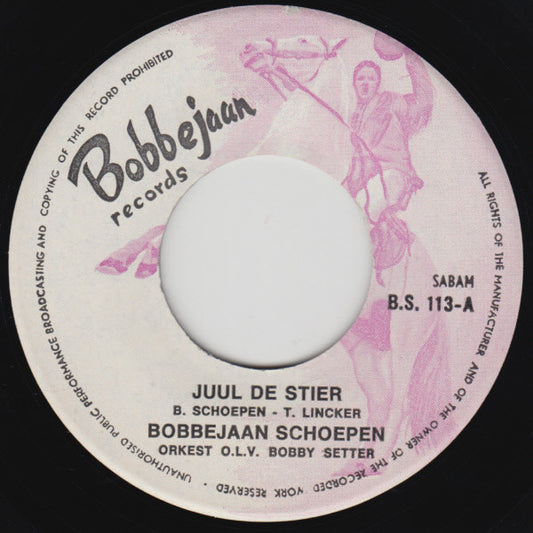 Bobbejaan
records
SABAM
B.S. 113-A
JUUL DE STIER
B. SCHOEPEN - T. LINCKER
BOBBEJAAN SCHOEPEN
ORKEST O.L.V. BOBBY SETTER
ALL RIGHTS OF THE MANUFACTURER AND OF THE OWNER OF THE RECORDED WORK RESERVED - UNAUTHORISED PUBLIC PERFORMANCE BROADCASTING AND COPYING OF THIS RECORD PROHIBITED